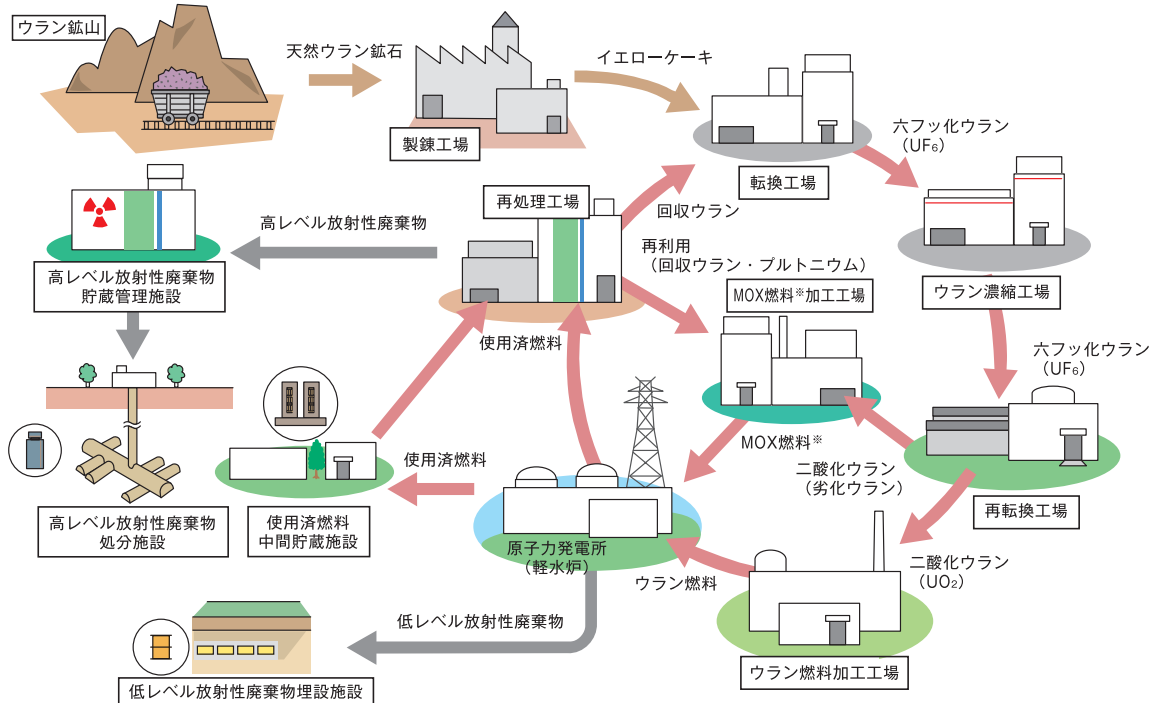 ウラン鉱山
天然ウラン鉱石
製錬工場
イエローケーキ
転換工場
六フッ化ウラン
（UF₆）
ウラン濃縮工場
六フッ化ウラン
（UF₆）
再転換工場
二酸化ウラン
（劣化ウラン）
二酸化ウラン
（UO₂）
ウラン燃料加工工場
ウラン燃料
再処理工場
回収ウラン
再利用
（回収ウラン・プルトニウム）
MOX燃料※加工工場
MOX燃料※
使用済燃料
原子力発電所
（軽水炉）
使用済燃料
使用済燃料
中間貯蔵施設
高レベル放射性廃棄物
高レベル放射性廃棄物
貯蔵管理施設
高レベル放射性廃棄物
処分施設
低レベル放射性廃棄物
低レベル放射性廃棄物埋設施設